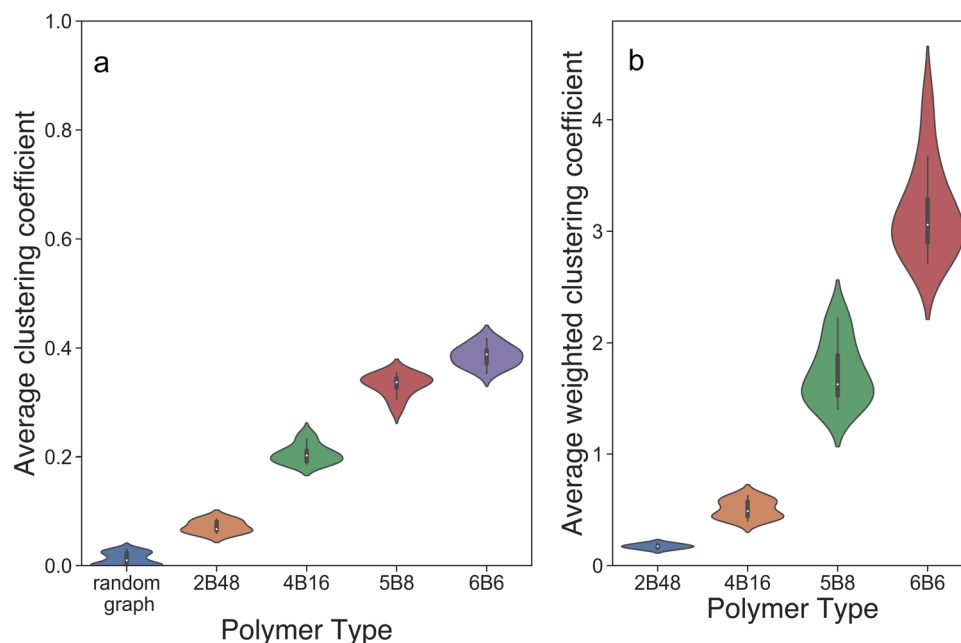 a
Average clustering coefficient
1.0
0.8
0.6
0.4
0.2
0.0
random
graph
2B48
4B16
5B8
6B6
Polymer Type
b
Average weighted clustering coefficient
4
3
2
1
0
2B48
4B16
5B8
6B6
Polymer Type